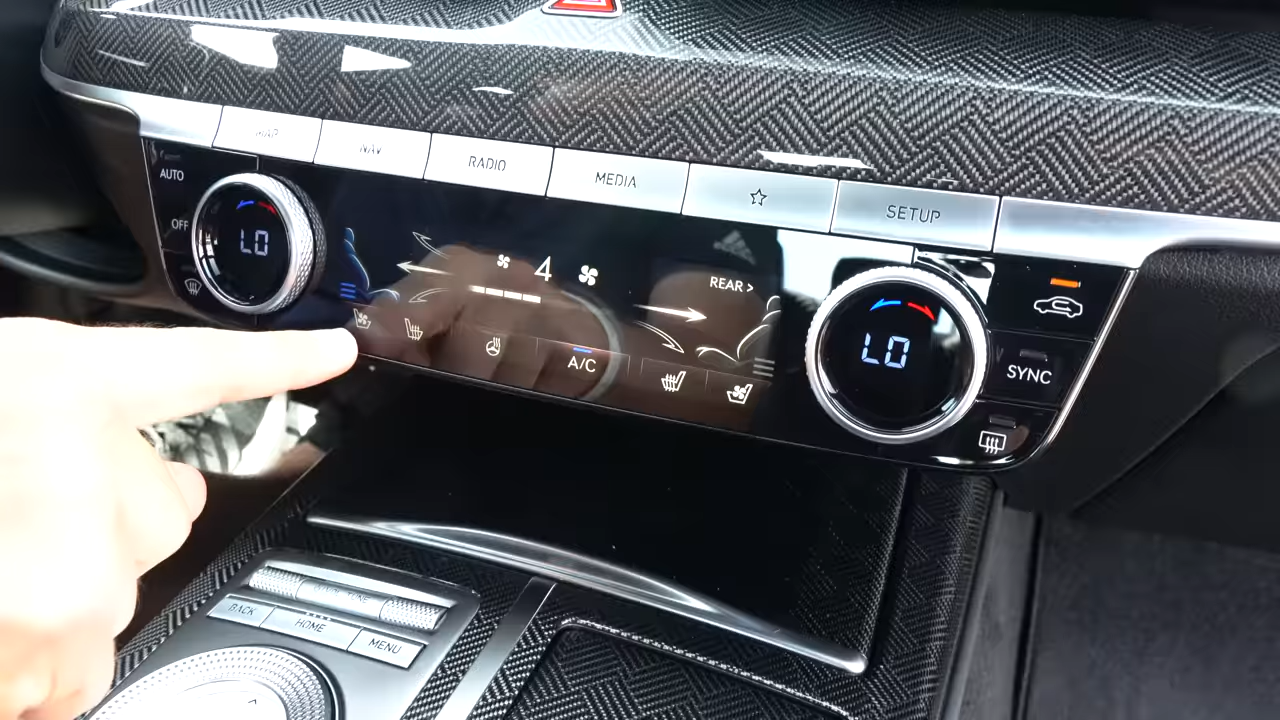 MAP
NAV
RADIO
MEDIA
SETUP
AUTO
OFF
LO
4
REAR >
A/C
LO
SYNC
BACK
HOME
MENU